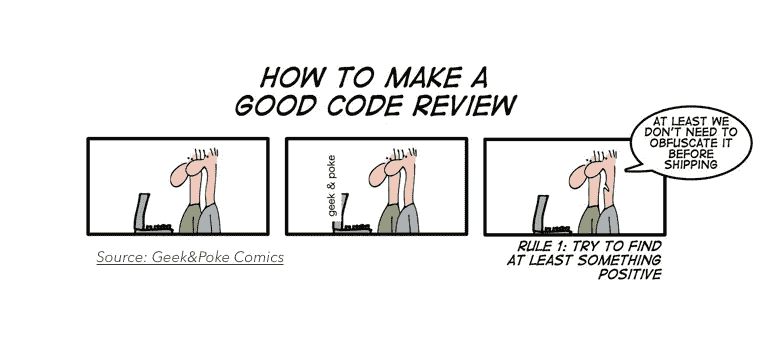 HOW TO MAKE A
GOOD CODE REVIEW
geek & poke
AT LEAST WE
DON'T NEED TO
OBFUSCATE IT
BEFORE
SHIPPING
RULE 1: TRY TO FIND
AT LEAST SOMETHING
POSITIVE
Source: Geek&Poke Comics